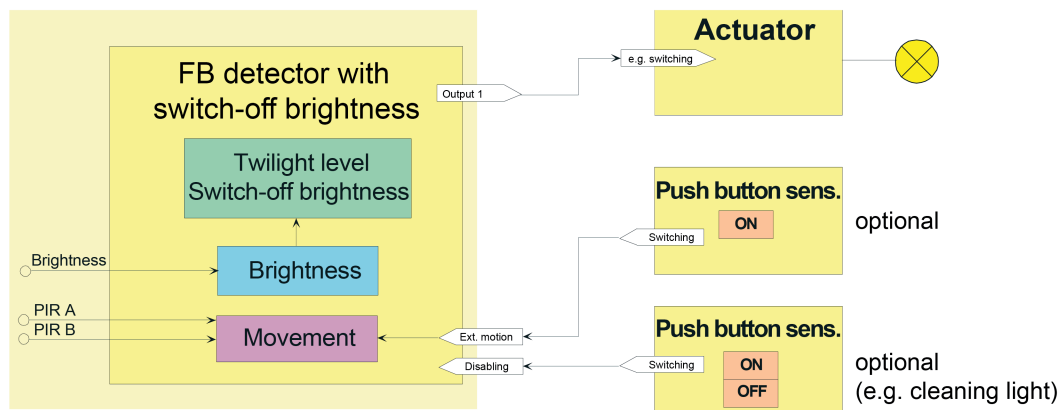 FB detector with
switch-off brightness
Output 1
Twilight level
Switch-off brightness
Brightness
Brightness
PIR A
PIR B
Movement
Ext. motion
Disabling
Actuator
e.g. switching
Push button sens.
ON
Switching
optional
Push button sens.
Switching
ON
OFF
optional
(e.g. cleaning light)